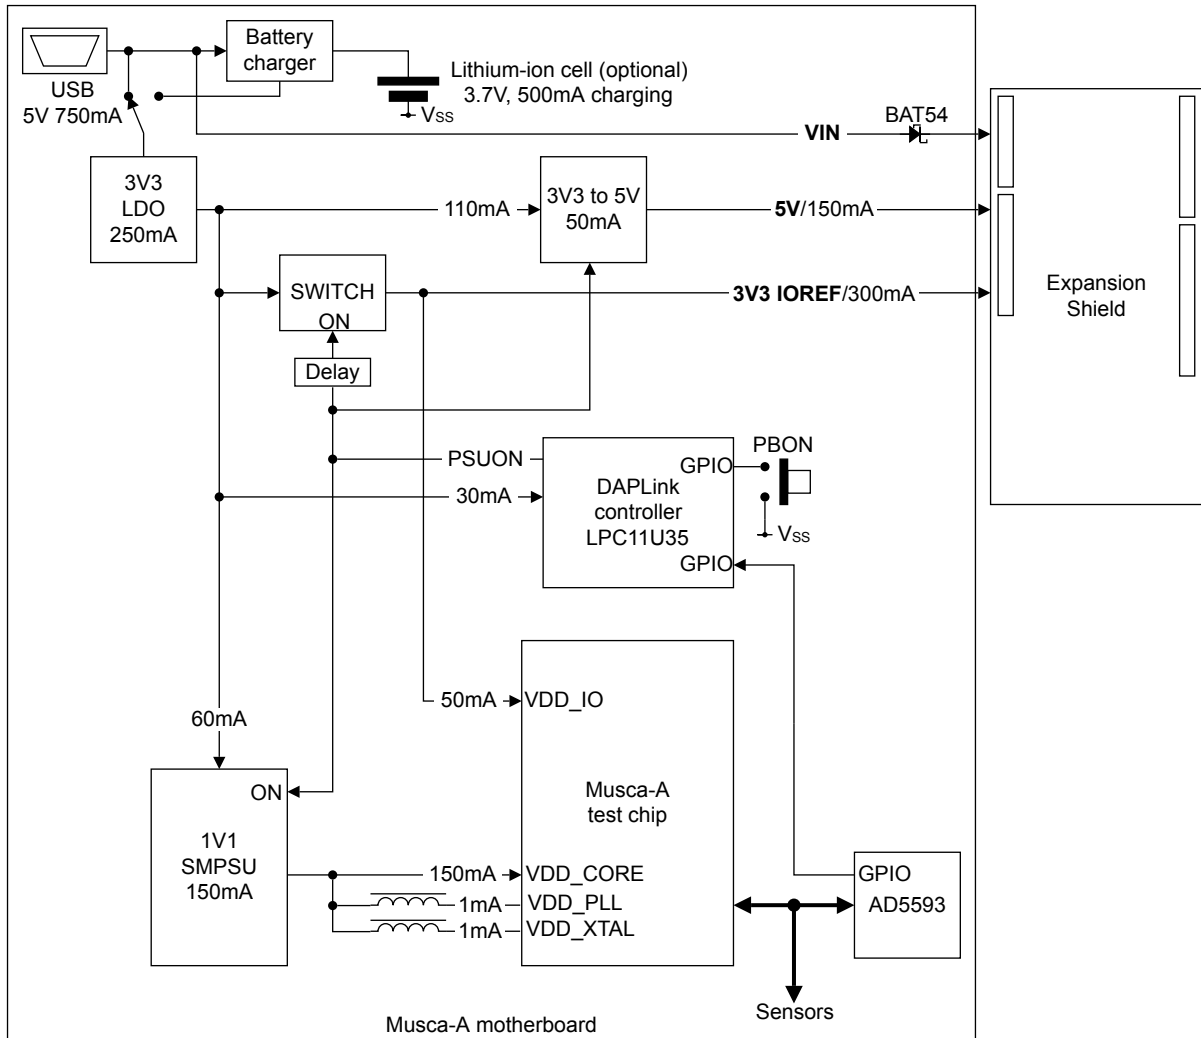 USB
5V 750mA
Battery
charger
Lithium-ion cell (optional)
3.7V, 500mA charging
VSS
VIN
BAT54
3V3
LDO
250mA
110mA
3V3 to 5V
50mA
5V/150mA
SWITCH
ON
3V3 IOREF/300mA
Expansion
Shield
Delay
PSUON
30mA
DAPLink
controller
LPC11U35
GPIO
GPIO
PBON
VSS
60mA
50mA
VDD_IO
Musca-A
test chip
ON
1V1
SMPSU
150mA
150mA
VDD_CORE
1mA
VDD_PLL
1mA
VDD_XTAL
GPIO
AD5593
Sensors
Musca-A motherboard